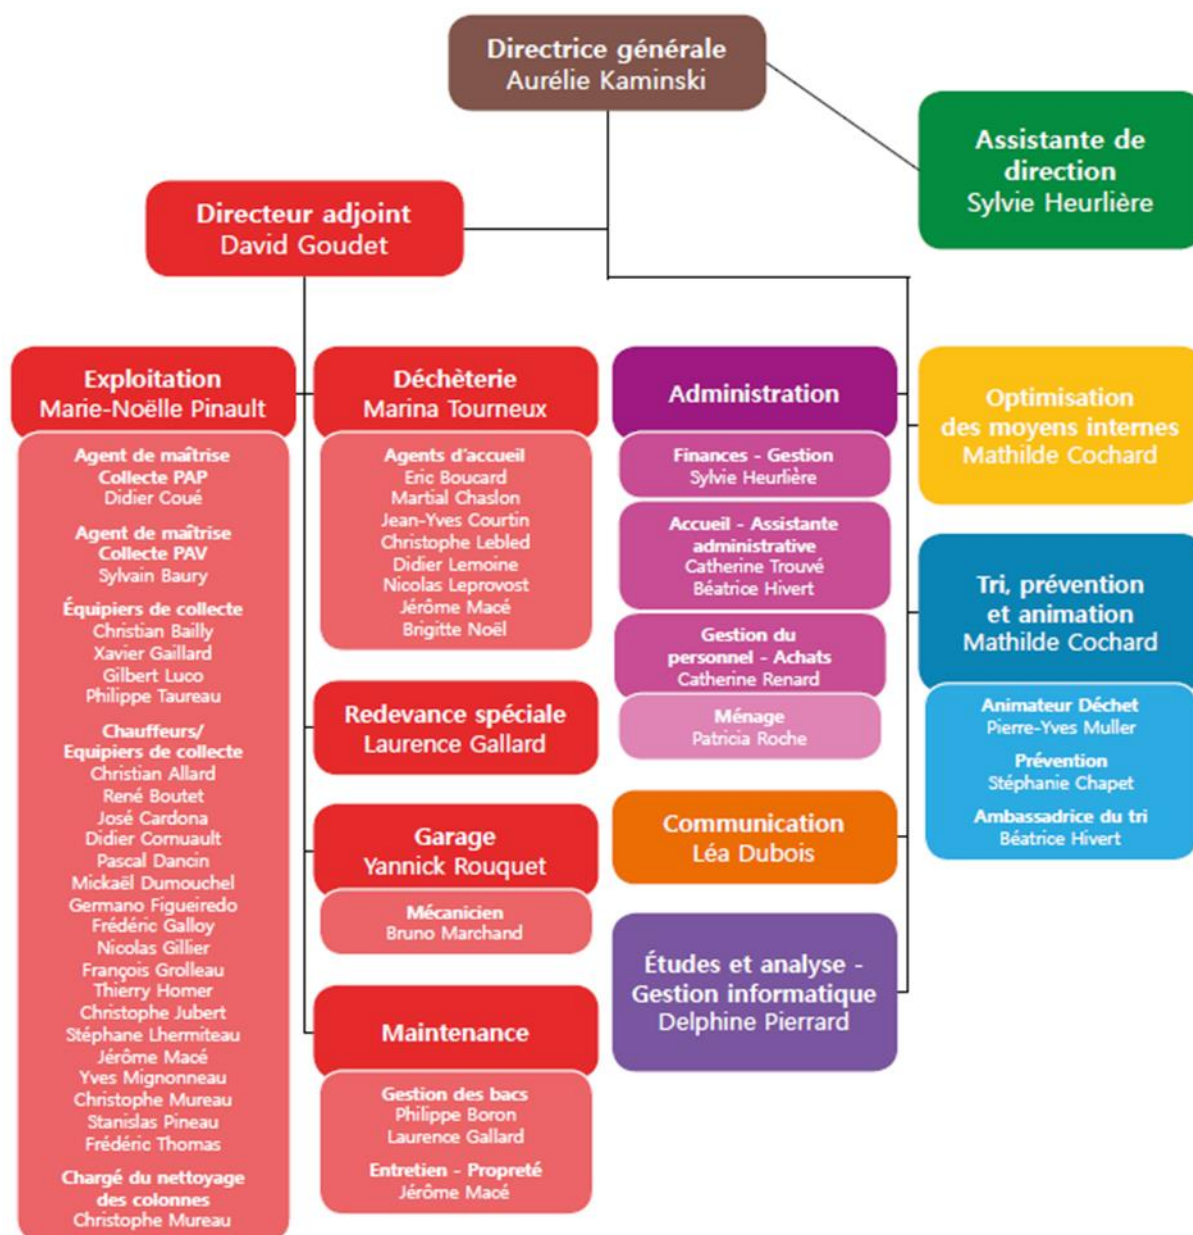 Directrice générale
Aurélie Kaminski
Assistante de
direction
Sylvie Heurlière
Directeur adjoint
David Goudet
Exploitation
Marie-Noëlle Pinault
Agent de maîtrise
Collecte PAP
Didier Coué
Agent de maîtrise
Collecte PAV
Sylvain Baury
Équipiers de collecte
Christian Bailly
Xavier Gaillard
Gilbert Luco
Philippe Taureau
Chauffeurs/
Equipiers de collecte
Christian Allard
René Boutet
José Cardona
Didier Cornuault
Pascal Dancin
Mickaël Dumouchel
Germano Figueiredo
Frédéric Galloy
Nicolas Gillier
François Grolleau
Thierry Homer
Christophe Jubert
Stéphane Lhermiteau
Jérôme Macé
Yves Mignonneau
Christophe Mureau
Stanislas Pineau
Frédéric Thomas
Chargé du nettoyage
des colonnes
Christophe Mureau
Déchèterie
Marina Tourneux
Agents d'accueil
Eric Boucard
Martial Chaslon
Jean-Yves Courtin
Christophe Lebled
Didier Lemoine
Nicolas Leprovost
Jérôme Macé
Brigitte Noël
Redevance spéciale
Laurence Gallard
Garage
Yannick Rouquet
Mécanicien
Bruno Marchand
Maintenance
Gestion des bacs
Philippe Boron
Laurence Gallard
Entretien - Propreté
Jérôme Macé
Administration
Finances - Gestion
Sylvie Heurlière
Accueil - Assistante
administrative
Catherine Trouvé
Béatrice Hivert
Gestion du
personnel - Achats
Catherine Renard
Ménage
Patricia Roche
Communication
Léa Dubois
Études et analyse -
Gestion informatique
Delphine Pierrard
Optimisation
des moyens internes
Mathilde Cochard
Tri, prévention
et animation
Mathilde Cochard
Animateur Déchet
Pierre-Yves Muller
Prévention
Stéphanie Chapet
Ambassadrice du tri
Béatrice Hivert